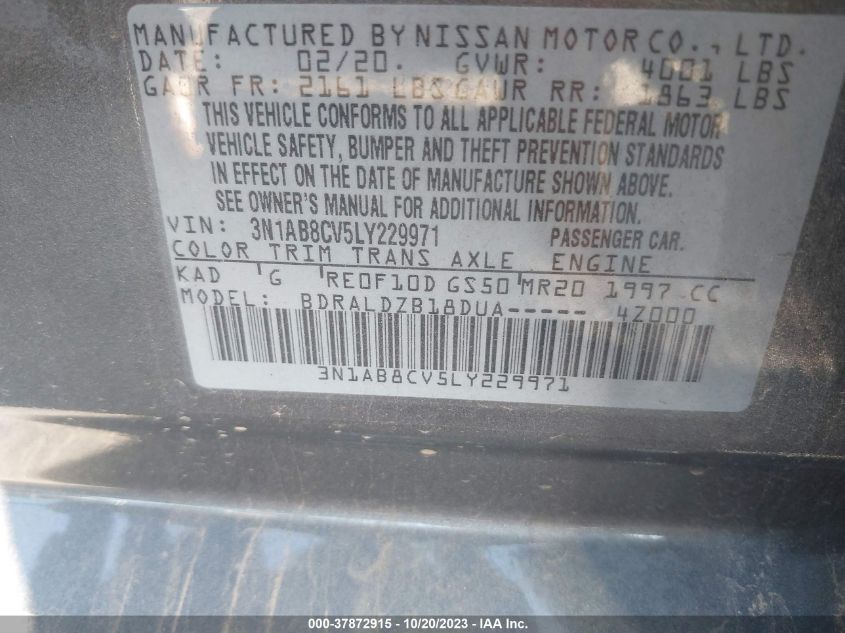 MANUFACTURED BY NISSAN MOTOR CO., LTD.
DATE: 02/20. GVWR: 4001 LBS
GAWR FR: 2161 LBS GAWR RR: 1863 LBS
THIS VEHICLE CONFORMS TO ALL APPLICABLE FEDERAL MOTOR
VEHICLE SAFETY, BUMPER AND THEFT PREVENTION STANDARDS
IN EFFECT ON THE DATE OF MANUFACTURE SHOWN ABOVE.
SEE OWNER'S MANUAL FOR ADDITIONAL INFORMATION.
VIN: 3N1AB8CV5LY229971 PASSENGER CAR.
COLOR TRIM TRANS AXLE ENGINE
KAD G RE0F10D GS50 MR20 1997 CC
MODEL: BDRALDZB18DUA----- 4Z000
3N1AB8CV5LY229971
000-37872915 - 10/20/2023 - IAA Inc.